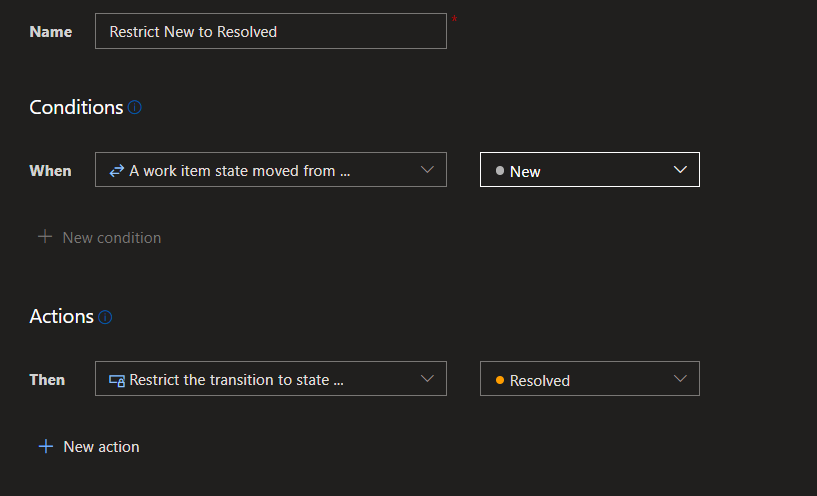 Name Restrict New to Resolved *
Conditions
When A work item state moved from ... New
New condition
Actions
Then Restrict the transition to state ... Resolved
New action